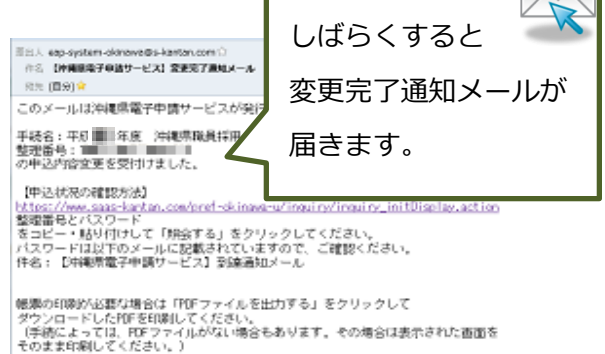 しばらくすると
変更完了通知メールが
届きます。
差出人 eap-system-okinawa@s-kantan.com
件名 【沖縄県電子申請サービス】変更完了通知メール
宛先 (自分)
このメールは沖縄県電子申請サービスが発行
手続名：平成 年度 沖縄県職員採用
整理番号：
の申込内容変更を受付けました。
【申込状況の確認方法】
https://www.saas-kantan.com/pref-okinawa-u/inquiry/inquiry_initDisplay.action
整理番号とパスワード
をコピー・貼り付けして「照会する」をクリックしてください。
パスワードは以下のメールに記載されていますので、ご確認ください。
件名：【沖縄県電子申請サービス】到達通知メール
帳票の印刷が必要な場合は「PDFファイルを出力する」をクリックして
ダウンロードしたPDFを印刷してください。
（手続によっては、PDFファイルがない場合もあります。その場合は表示された画面を
そのまま印刷してください。）